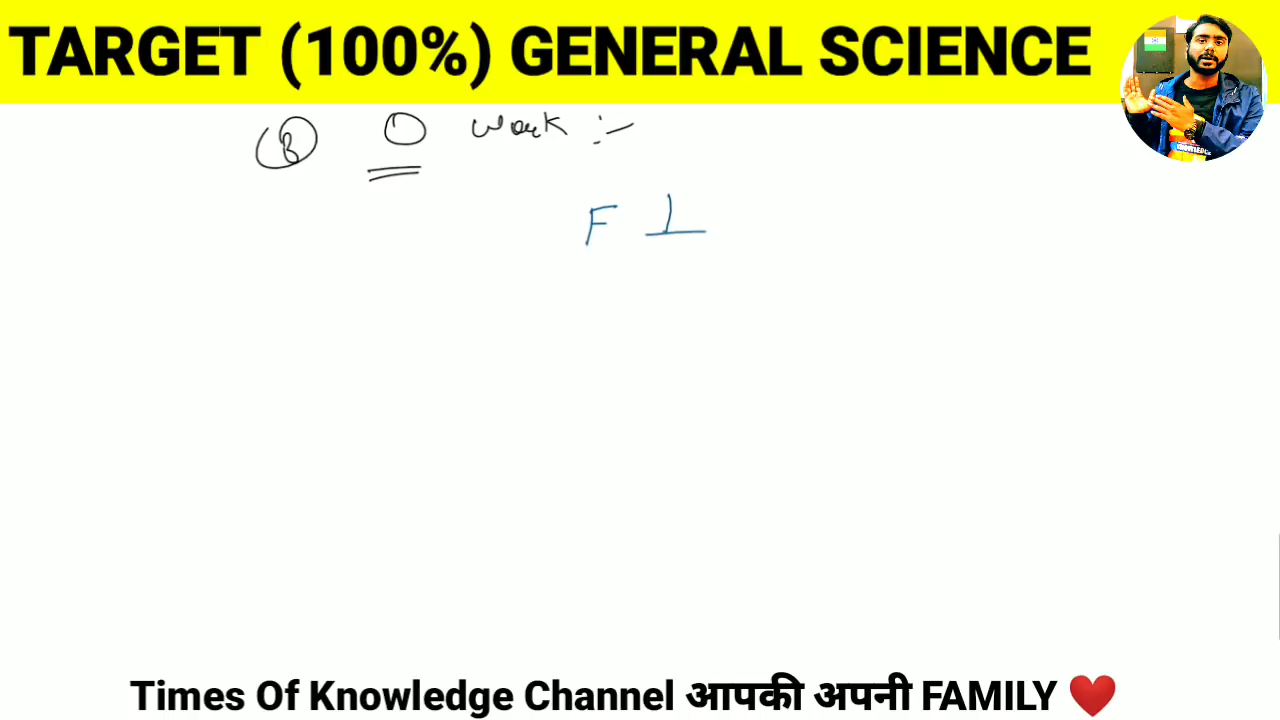 TARGET (100%) GENERAL SCIENCE
(B) 0 work :-
F ⊥
Times Of Knowledge Channel आपकी अपनी FAMILY ❤️